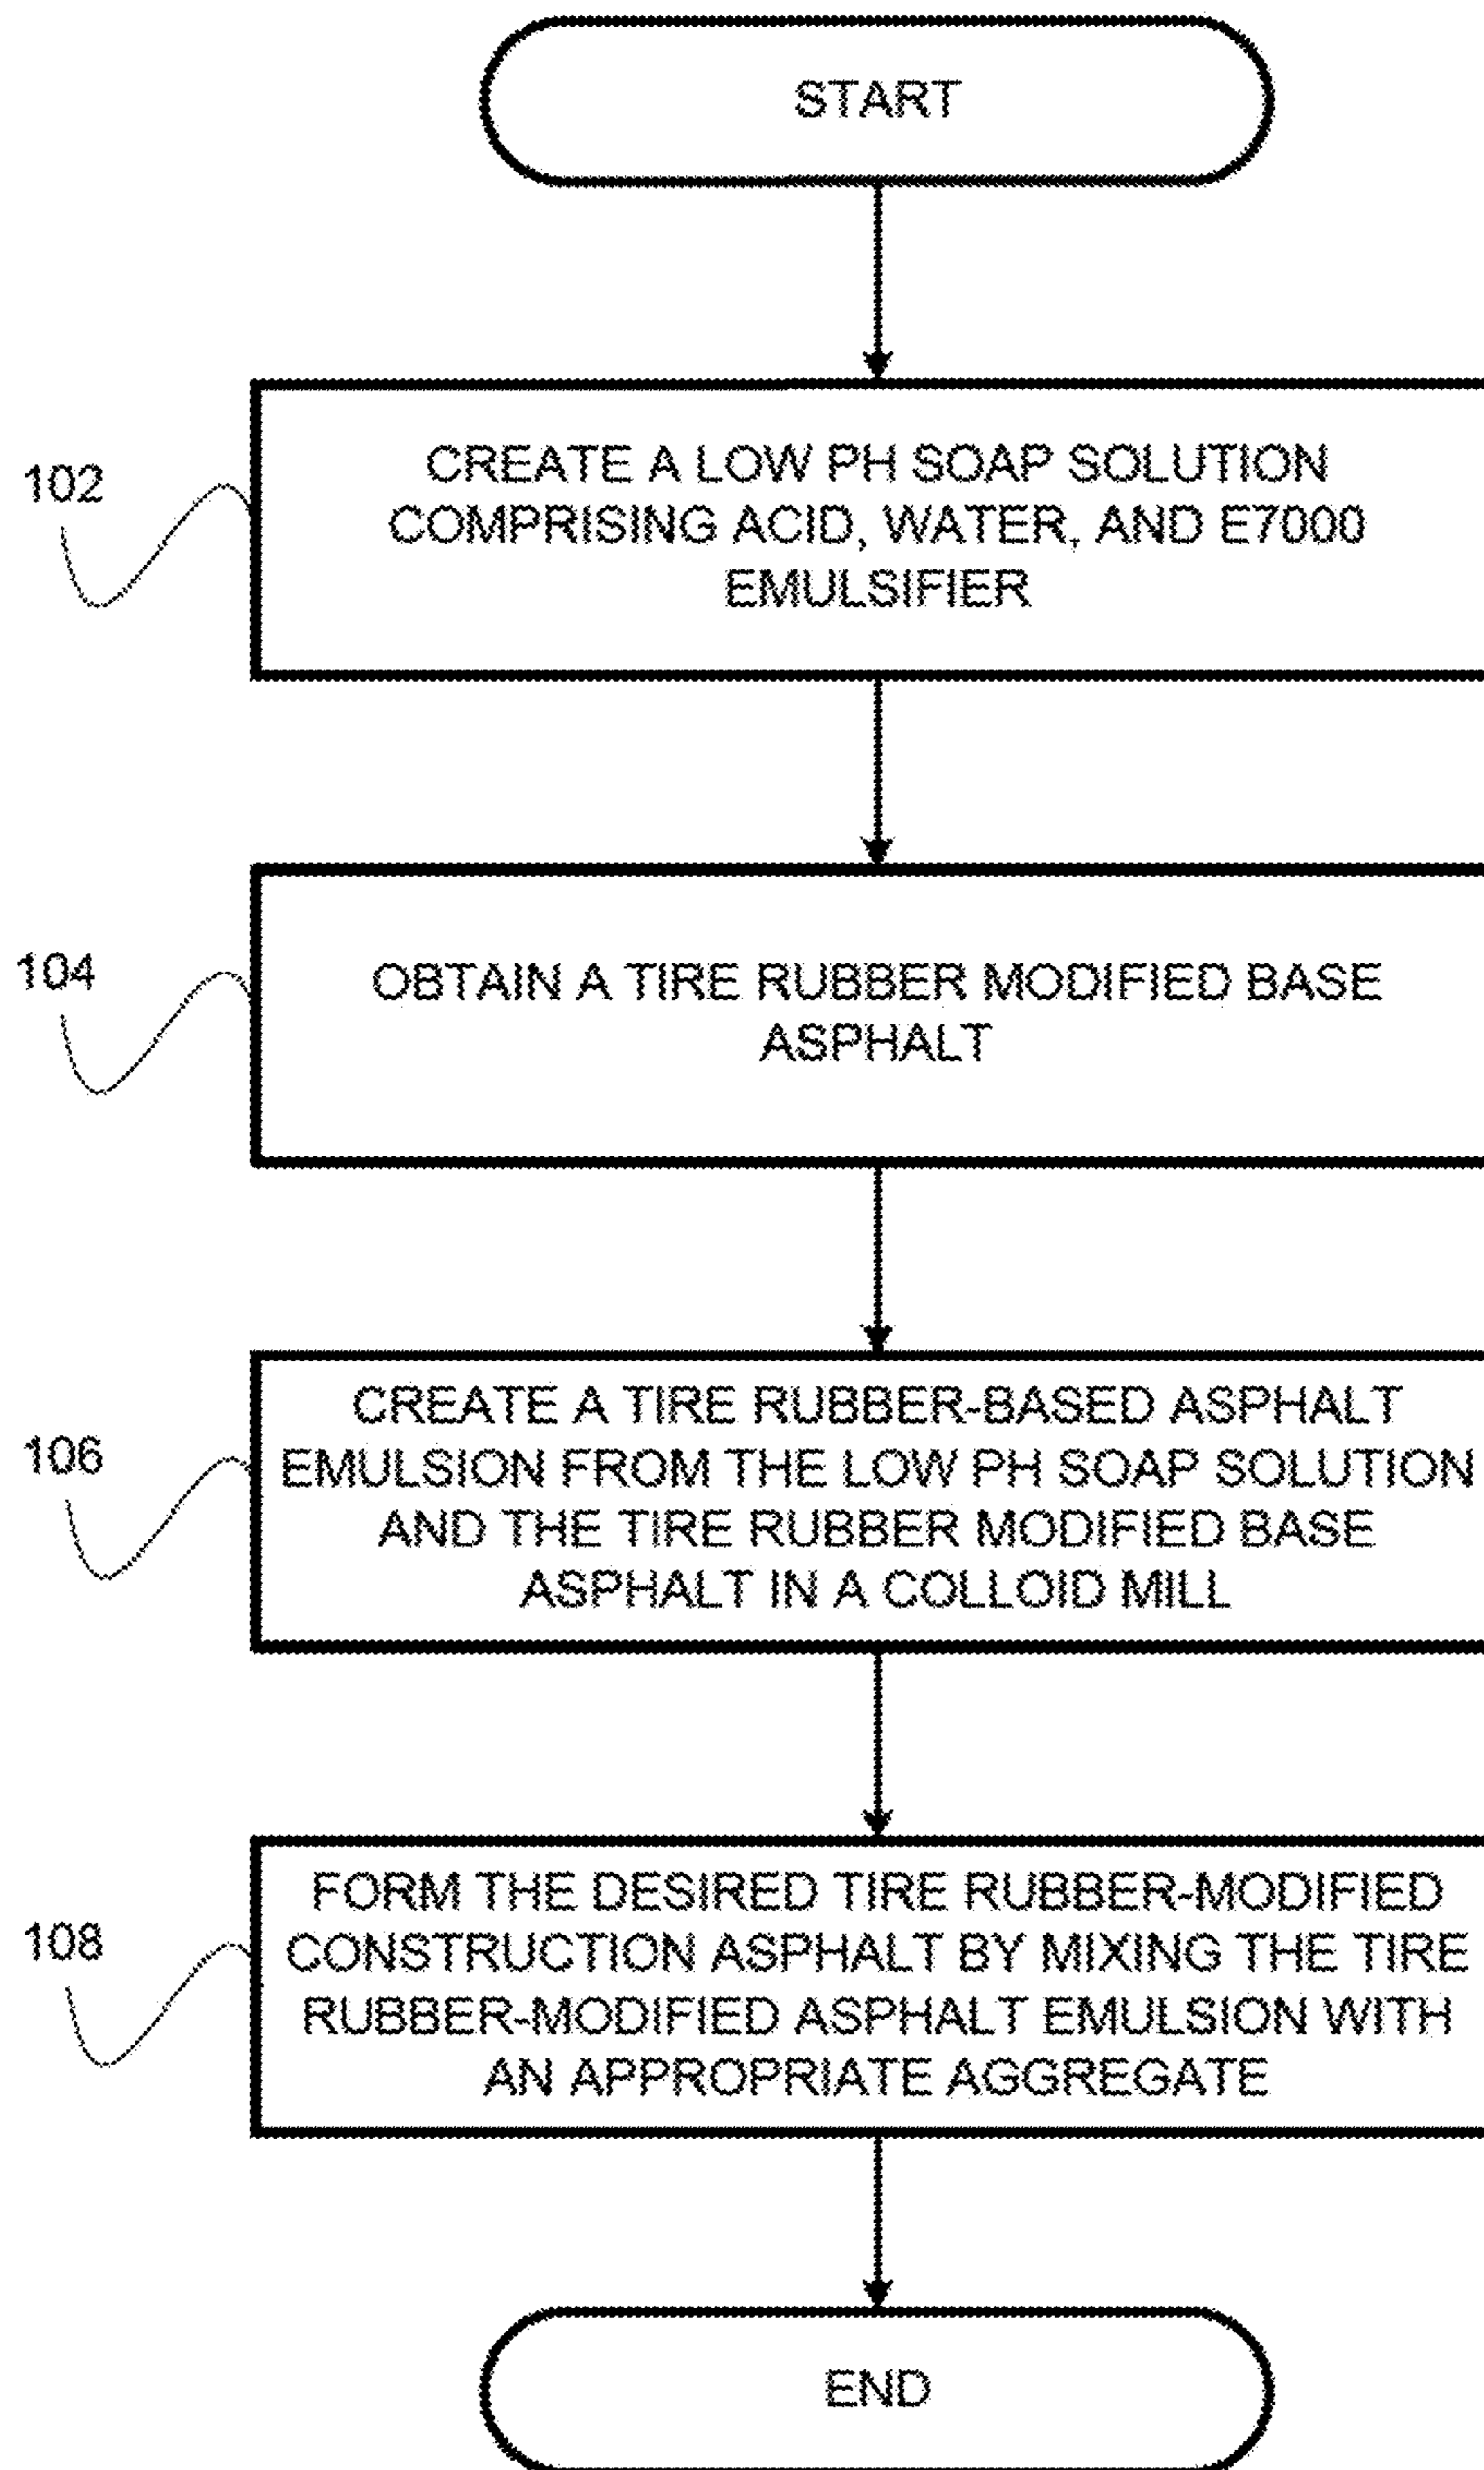 START
102
CREATE A LOW PH SOAP SOLUTION
COMPRISING ACID, WATER, AND E7000
EMULSIFIER
104
OBTAIN A TIRE RUBBER MODIFIED BASE
ASPHALT
106
CREATE A TIRE RUBBER-BASED ASPHALT
EMULSION FROM THE LOW PH SOAP SOLUTION
AND THE TIRE RUBBER MODIFIED BASE
ASPHALT IN A COLLOID MILL
108
FORM THE DESIRED TIRE RUBBER-MODIFIED
CONSTRUCTION ASPHALT BY MIXING THE TIRE
RUBBER-MODIFIED ASPHALT EMULSION WITH
AN APPROPRIATE AGGREGATE
END